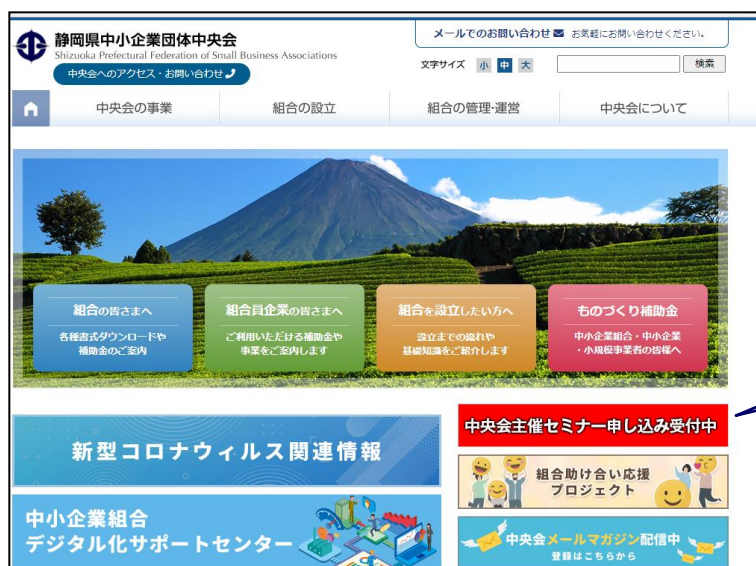 静岡県中小企業団体中央会
Shizuoka Prefectural Federation of Small Business Associations
中央会へのアクセス・お問い合わせ
メールでのお問い合わせ お気軽にお問い合わせください。
文字サイズ 小 中 大 検索
中央会の事業 組合の設立 組合の管理・運営 中央会について
組合の皆さまへ
各種書式ダウンロードや
補助金のご案内
組合員企業の皆さまへ
ご利用いただける補助金や
事業をご案内します
組合を設立したい方へ
設立までの流れや
基礎知識をご紹介します
ものづくり補助金
中小企業組合・中小企業
・小規模事業者の皆様へ
新型コロナウィルス関連情報
中小企業組合
デジタル化サポートセンター
中央会主催セミナー申し込み受付中
組合助け合い応援
プロジェクト
中央会メールマガジン配信中
登録はこちらから